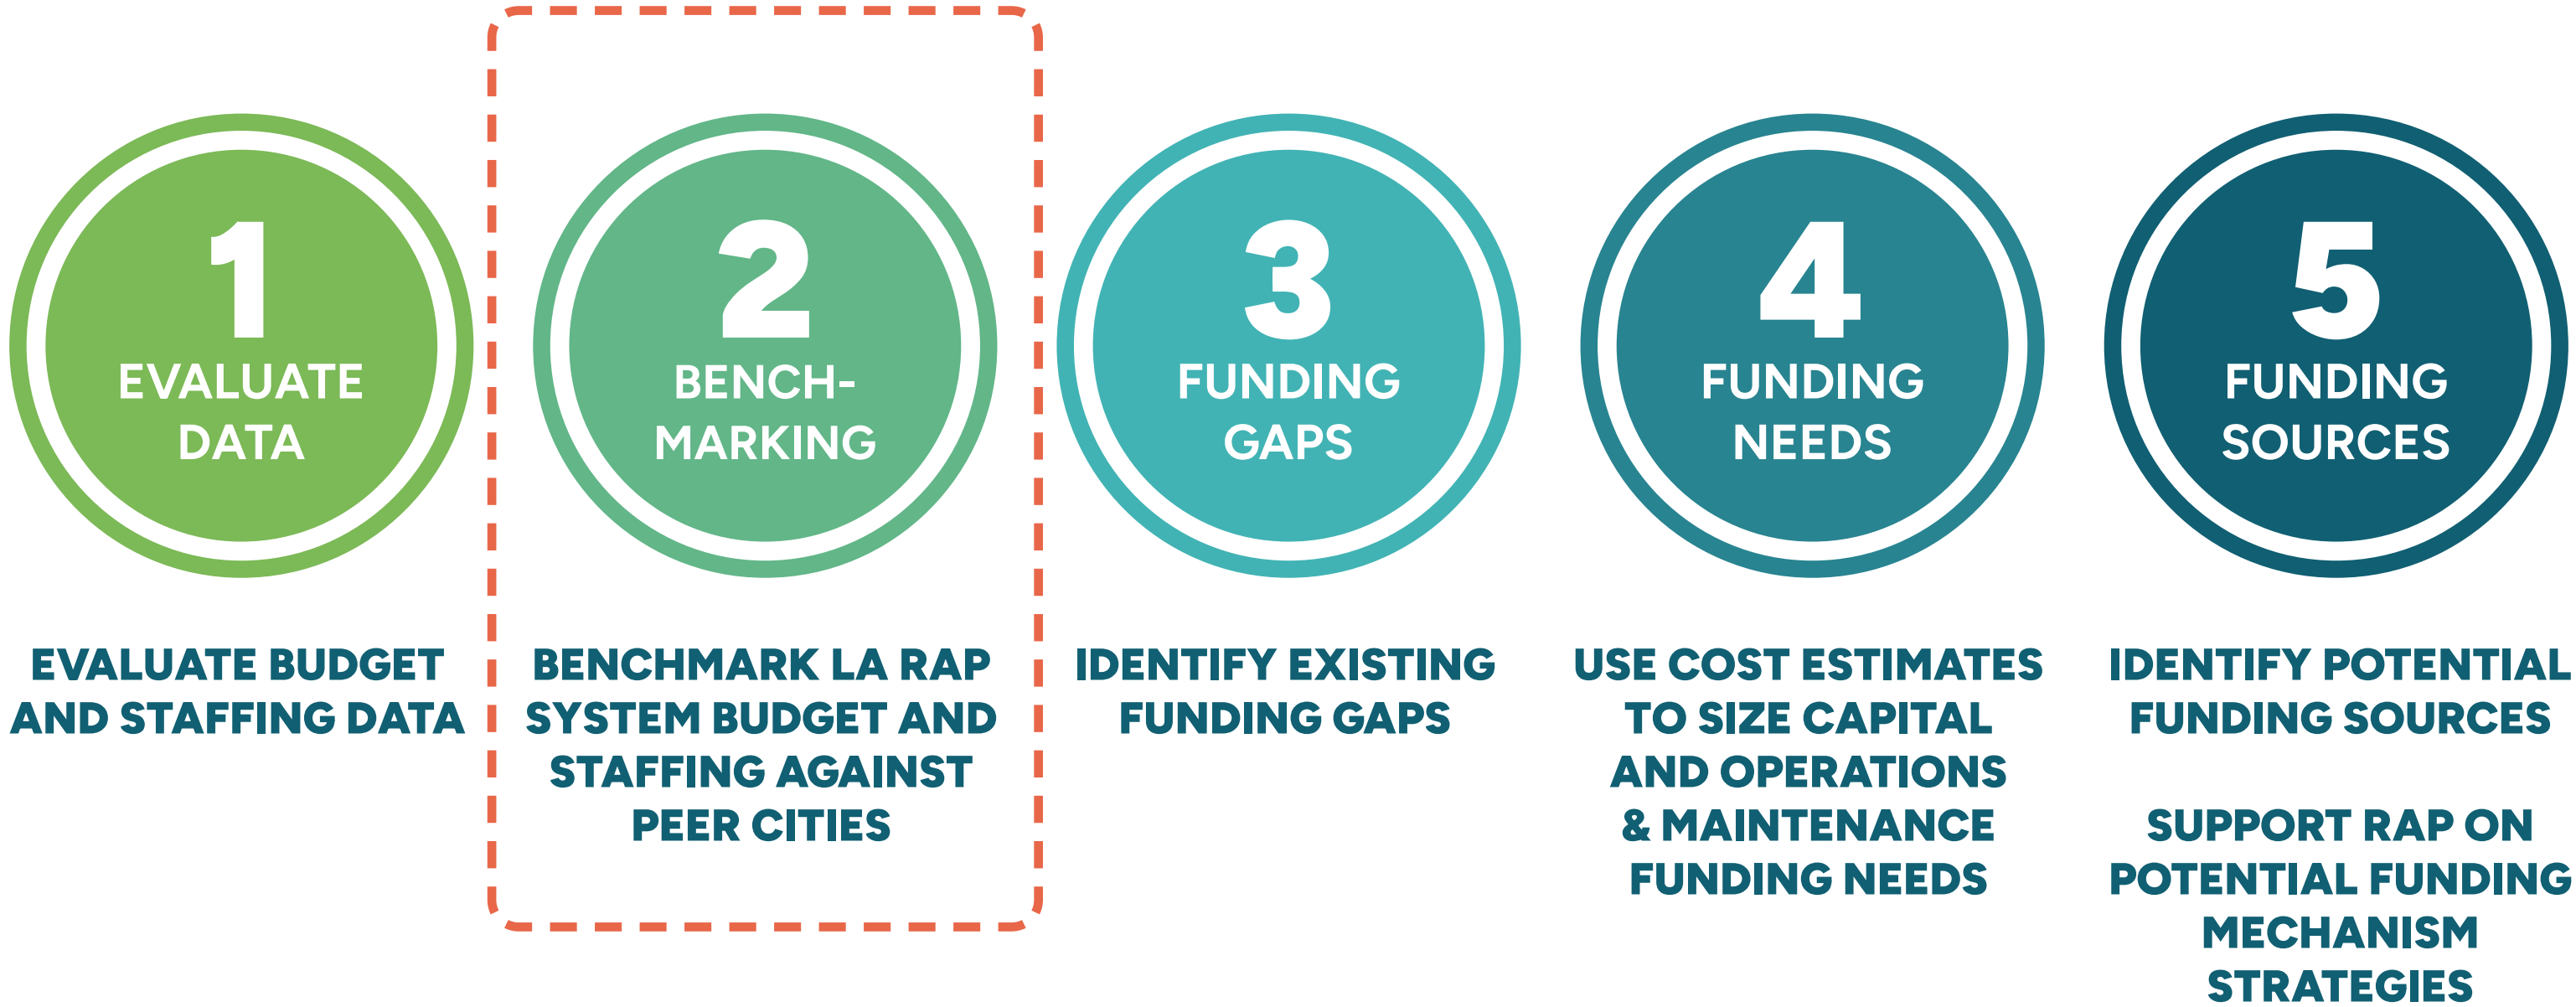 1
EVALUATE
DATA
2
BENCH-
MARKING
3
FUNDING
GAPS
4
FUNDING
NEEDS
5
FUNDING
SOURCES
EVALUATE BUDGET
AND STAFFING DATA
BENCHMARK LA RAP
SYSTEM BUDGET AND
STAFFING AGAINST
PEER CITIES
IDENTIFY EXISTING
FUNDING GAPS
USE COST ESTIMATES
TO SIZE CAPITAL
AND OPERATIONS
& MAINTENANCE
FUNDING NEEDS
IDENTIFY POTENTIAL
FUNDING SOURCES
SUPPORT RAP ON
POTENTIAL FUNDING
MECHANISM
STRATEGIES